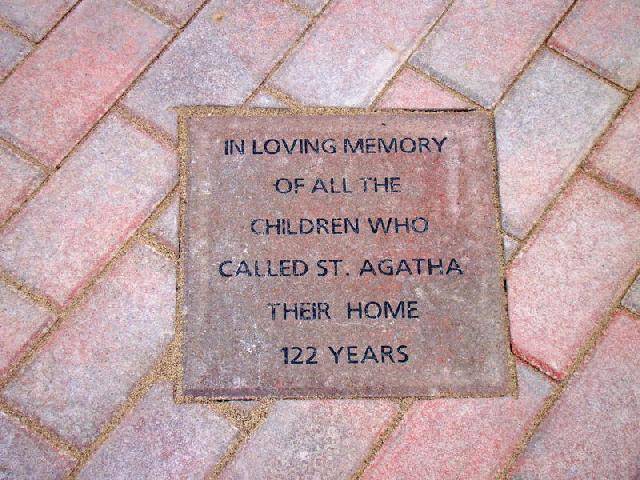 IN LOVING MEMORY
OF ALL THE
CHILDREN WHO
CALLED ST. AGATHA
THEIR HOME
122 YEARS